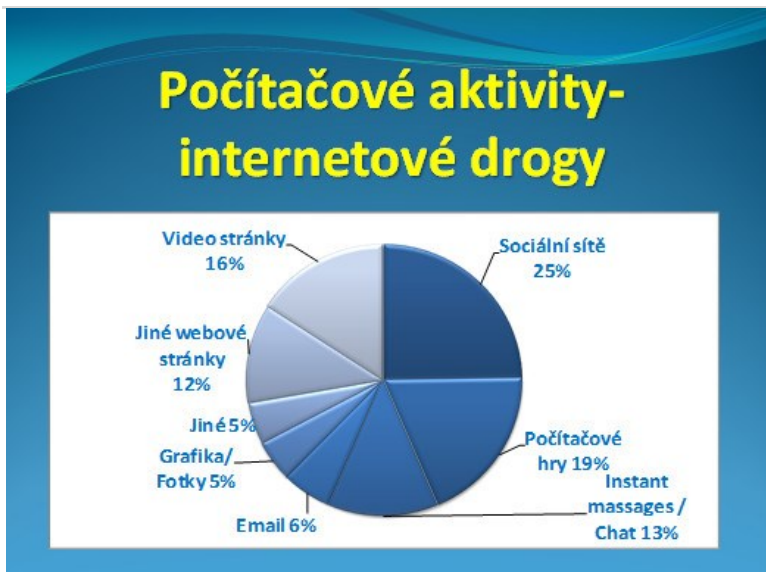 Počítačové aktivity-
internetové drogy
Video stránky
16%
Sociální sítě
25%
Jiné webové
stránky
12%
Jiné 5%
Grafika/
Fotky 5%
Email 6%
Počítačové
hry 19%
Instant
massages /
Chat 13%